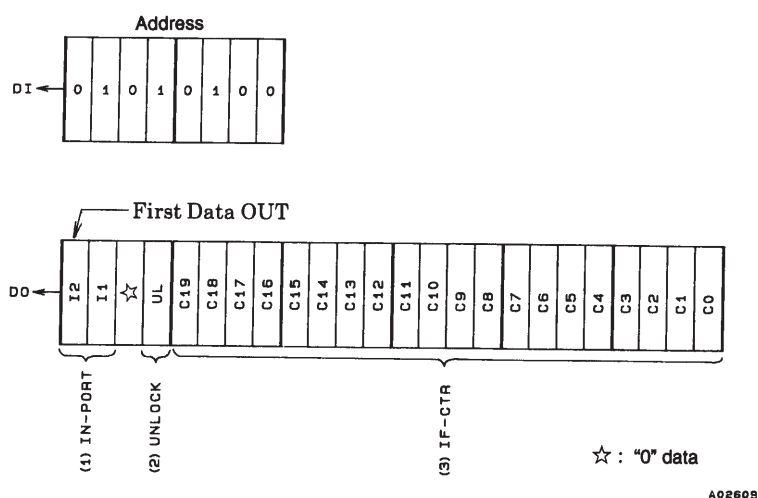 Address
DI 0 1 0 1 0 1 0 0
First Data OUT
DO I2 I1 ☆ UL C19 C18 C17 C16 C15 C14 C13 C12 C11 C10 C9 C8 C7 C6 C5 C4 C3 C2 C1 C0
(1) IN-PORT
(2) UNLOCK
(3) IF-CTR
☆ : "0" data
A02609